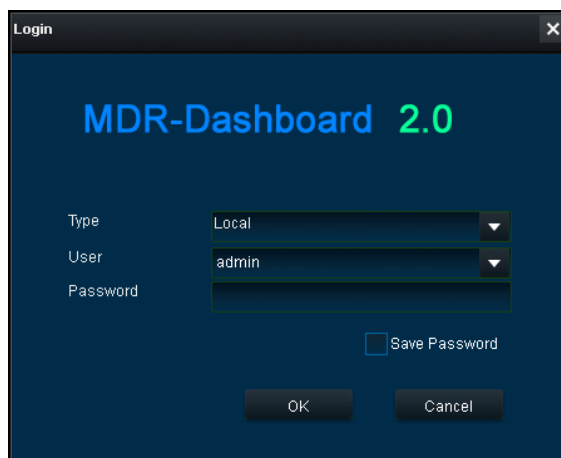 Login
MDR-Dashboard 2.0
Type Local
User admin
Password
Save Password
OK Cancel